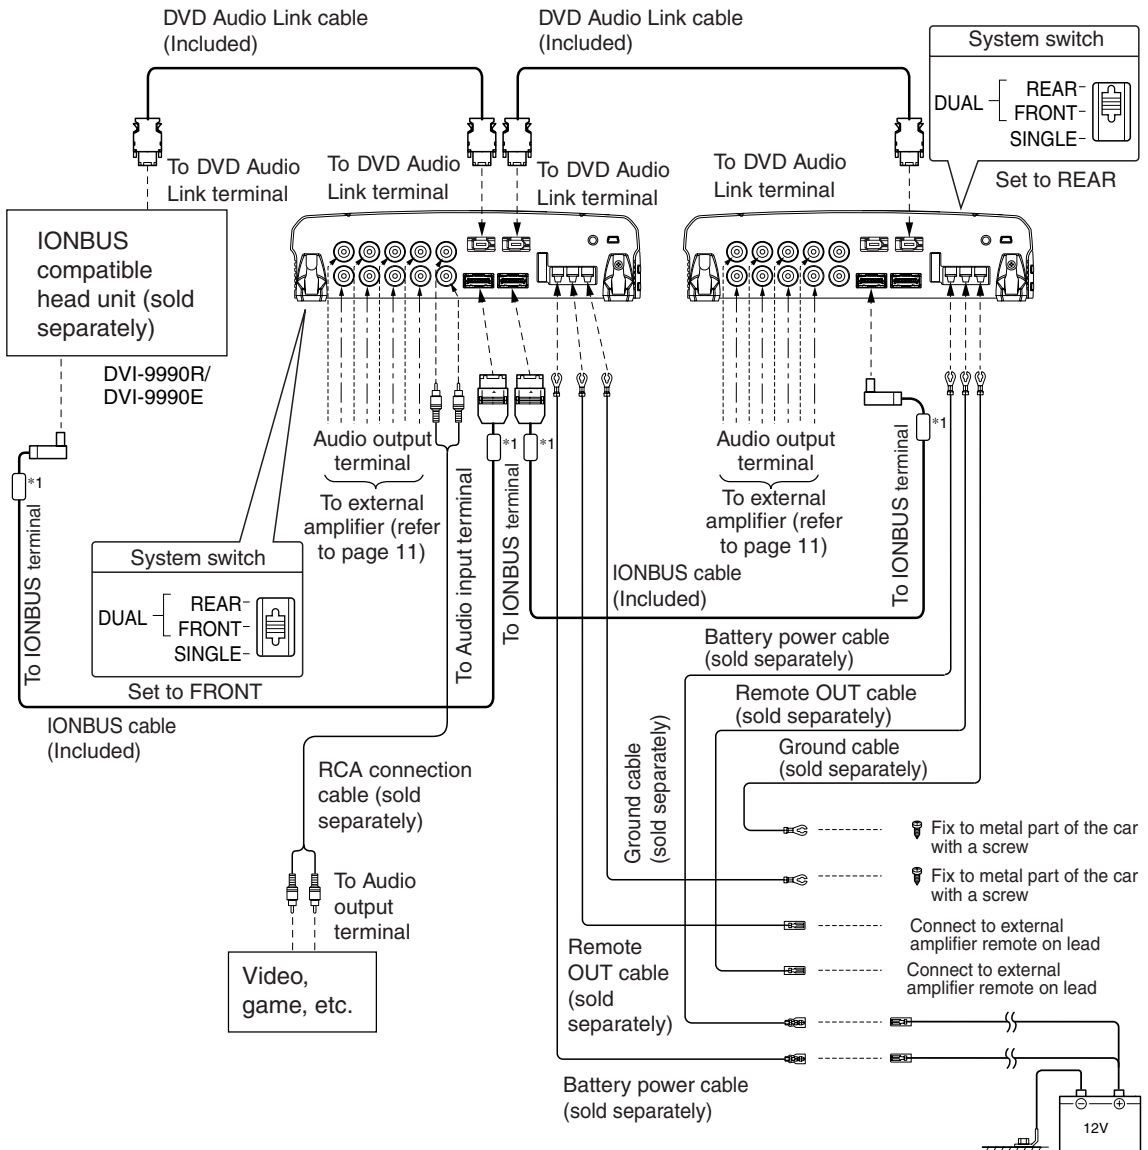 DVD Audio Link cable
(Included)
DVD Audio Link cable
(Included)
System switch
DUAL
REAR-
FRONT-
SINGLE-
Set to REAR
To DVD Audio
Link terminal
To DVD Audio
Link terminal
To DVD Audio
Link terminal
To DVD Audio
Link terminal
IONBUS
compatible
head unit (sold
separately)
DVI-9990R/
DVI-9990E
*1
To IONBUS terminal
System switch
DUAL
REAR-
FRONT-
SINGLE-
Set to FRONT
IONBUS cable
(Included)
Audio output
terminal
To external
amplifier (refer
to page 11)
To Audio input terminal
*1
To IONBUS terminal
*1
Audio output
terminal
To external
amplifier (refer
to page 11)
To IONBUS terminal
*1
IONBUS cable
(Included)
Battery power cable
(sold separately)
Remote OUT cable
(sold separately)
Ground cable
(sold separately)
Ground cable
(sold separately)
RCA connection
cable (sold
separately)
To Audio
output
terminal
Video,
game, etc.
Fix to metal part of the car
with a screw
Fix to metal part of the car
with a screw
Connect to external
amplifier remote on lead
Connect to external
amplifier remote on lead
Remote
OUT cable
(sold
separately)
Battery power cable
(sold separately)
12V